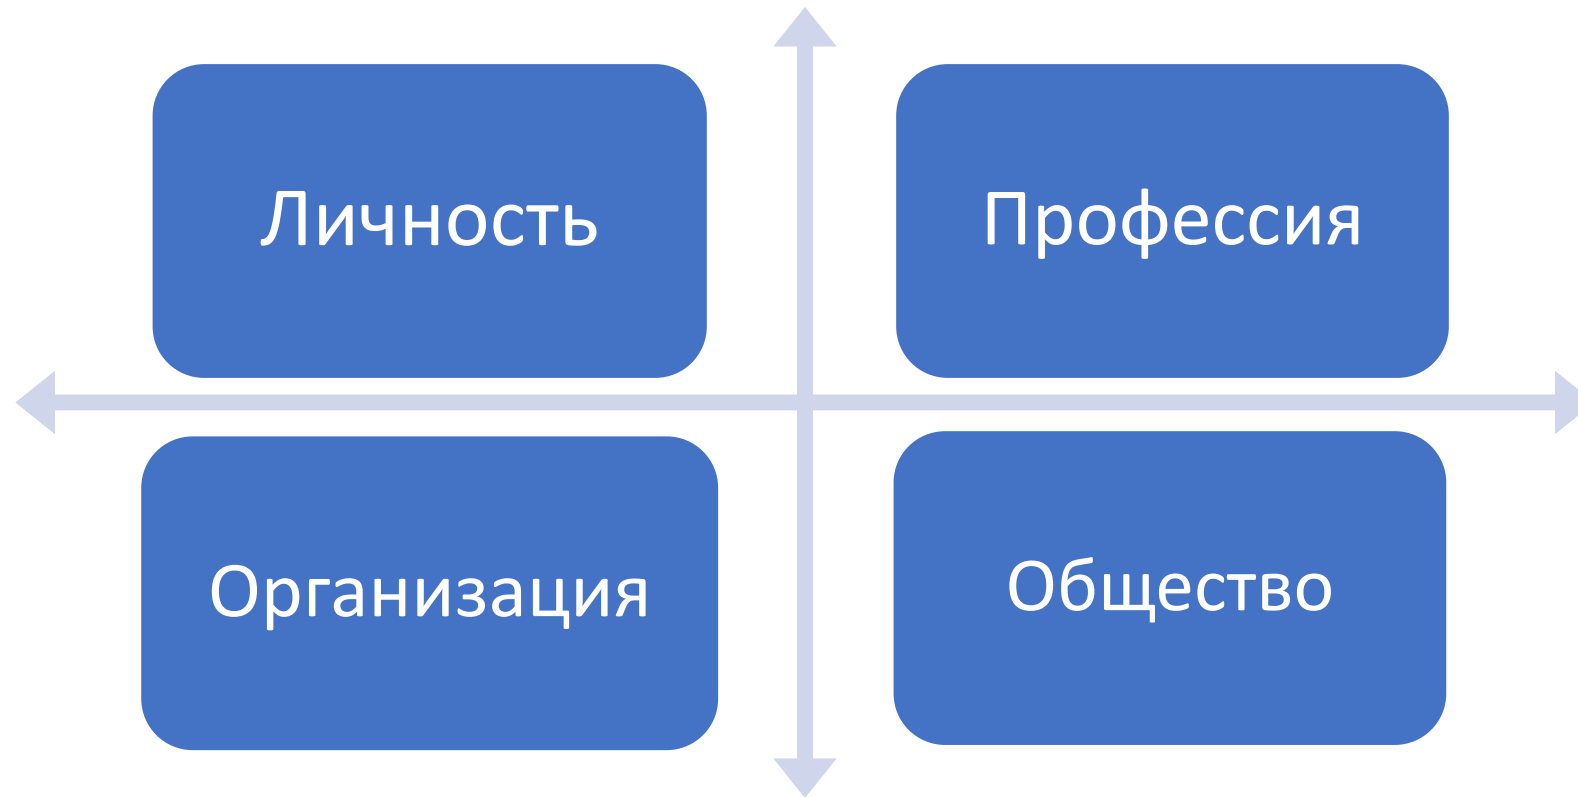 Личность
Профессия
Организация
Общество